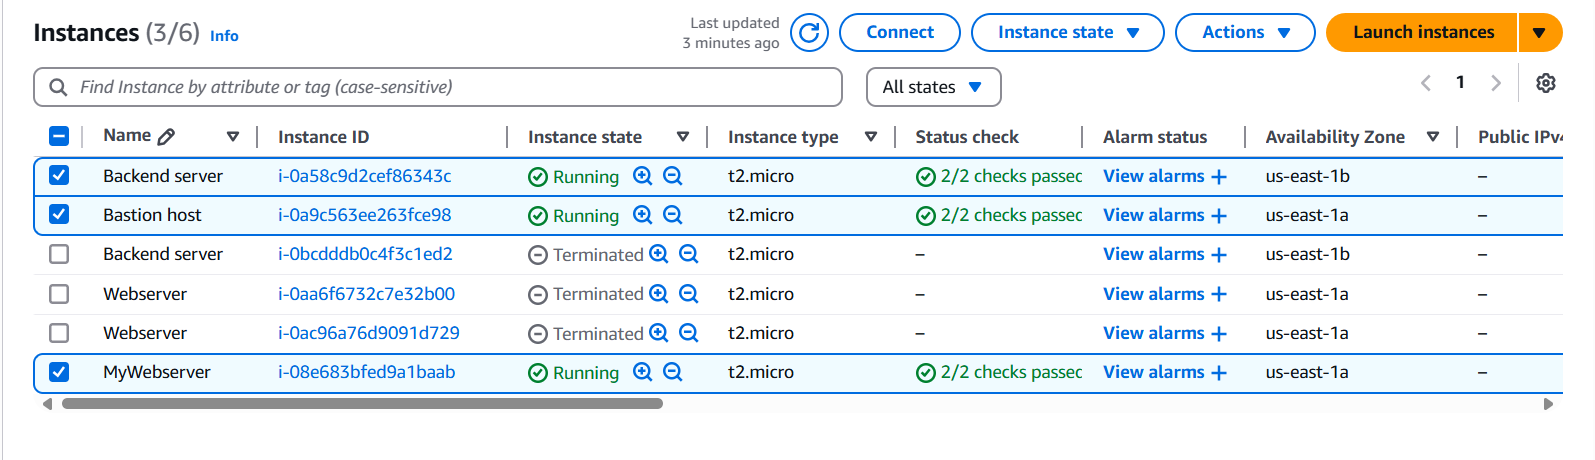 Instances (3/6) Info
Last updated
3 minutes ago
Connect
Instance state
Actions
Launch instances
Find Instance by attribute or tag (case-sensitive)
All states
1
Name Instance ID Instance state Instance type Status check Alarm status Availability Zone Public IPv4
Backend server i-0a58c9d2cef86343c Running t2.micro 2/2 checks passed View alarms + us-east-1b –
Bastion host i-0a9c563ee263fce98 Running t2.micro 2/2 checks passed View alarms + us-east-1a –
Backend server i-0bcdddb0c4f3c1ed2 Terminated t2.micro – View alarms + us-east-1b –
Webserver i-0aa6f6732c7e32b00 Terminated t2.micro – View alarms + us-east-1a –
Webserver i-0ac96a76d9091d729 Terminated t2.micro – View alarms + us-east-1a –
MyWebserver i-08e683bfed9a1baab Running t2.micro 2/2 checks passed View alarms + us-east-1a –